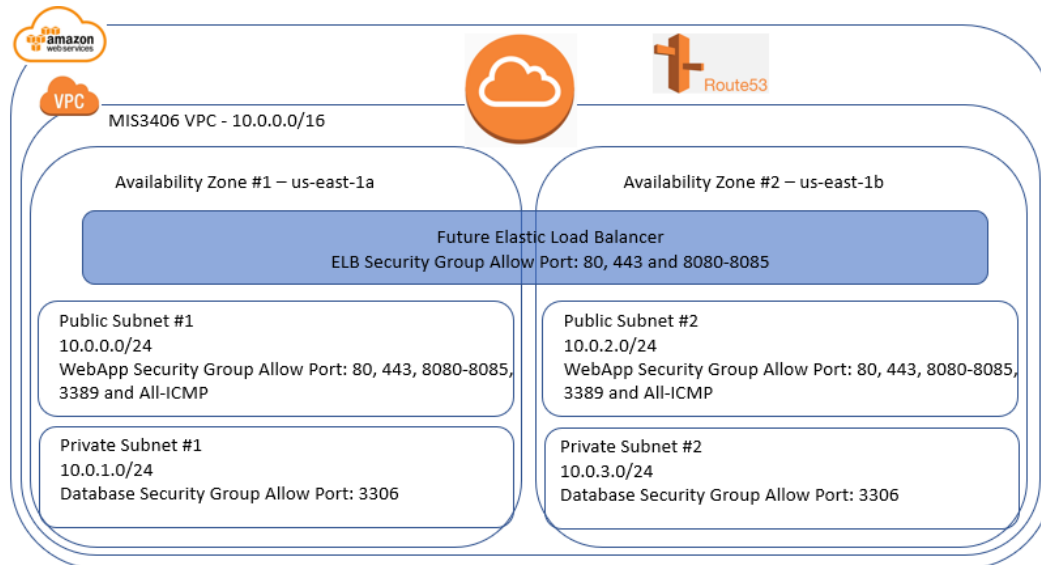 amazon
webservices
Route53
VPC
MIS3406 VPC - 10.0.0.0/16
Availability Zone #1 – us-east-1a
Availability Zone #2 – us-east-1b
Future Elastic Load Balancer
ELB Security Group Allow Port: 80, 443 and 8080-8085
Public Subnet #1
10.0.0.0/24
WebApp Security Group Allow Port: 80, 443, 8080-8085,
3389 and All-ICMP
Public Subnet #2
10.0.2.0/24
WebApp Security Group Allow Port: 80, 443, 8080-8085,
3389 and All-ICMP
Private Subnet #1
10.0.1.0/24
Database Security Group Allow Port: 3306
Private Subnet #2
10.0.3.0/24
Database Security Group Allow Port: 3306